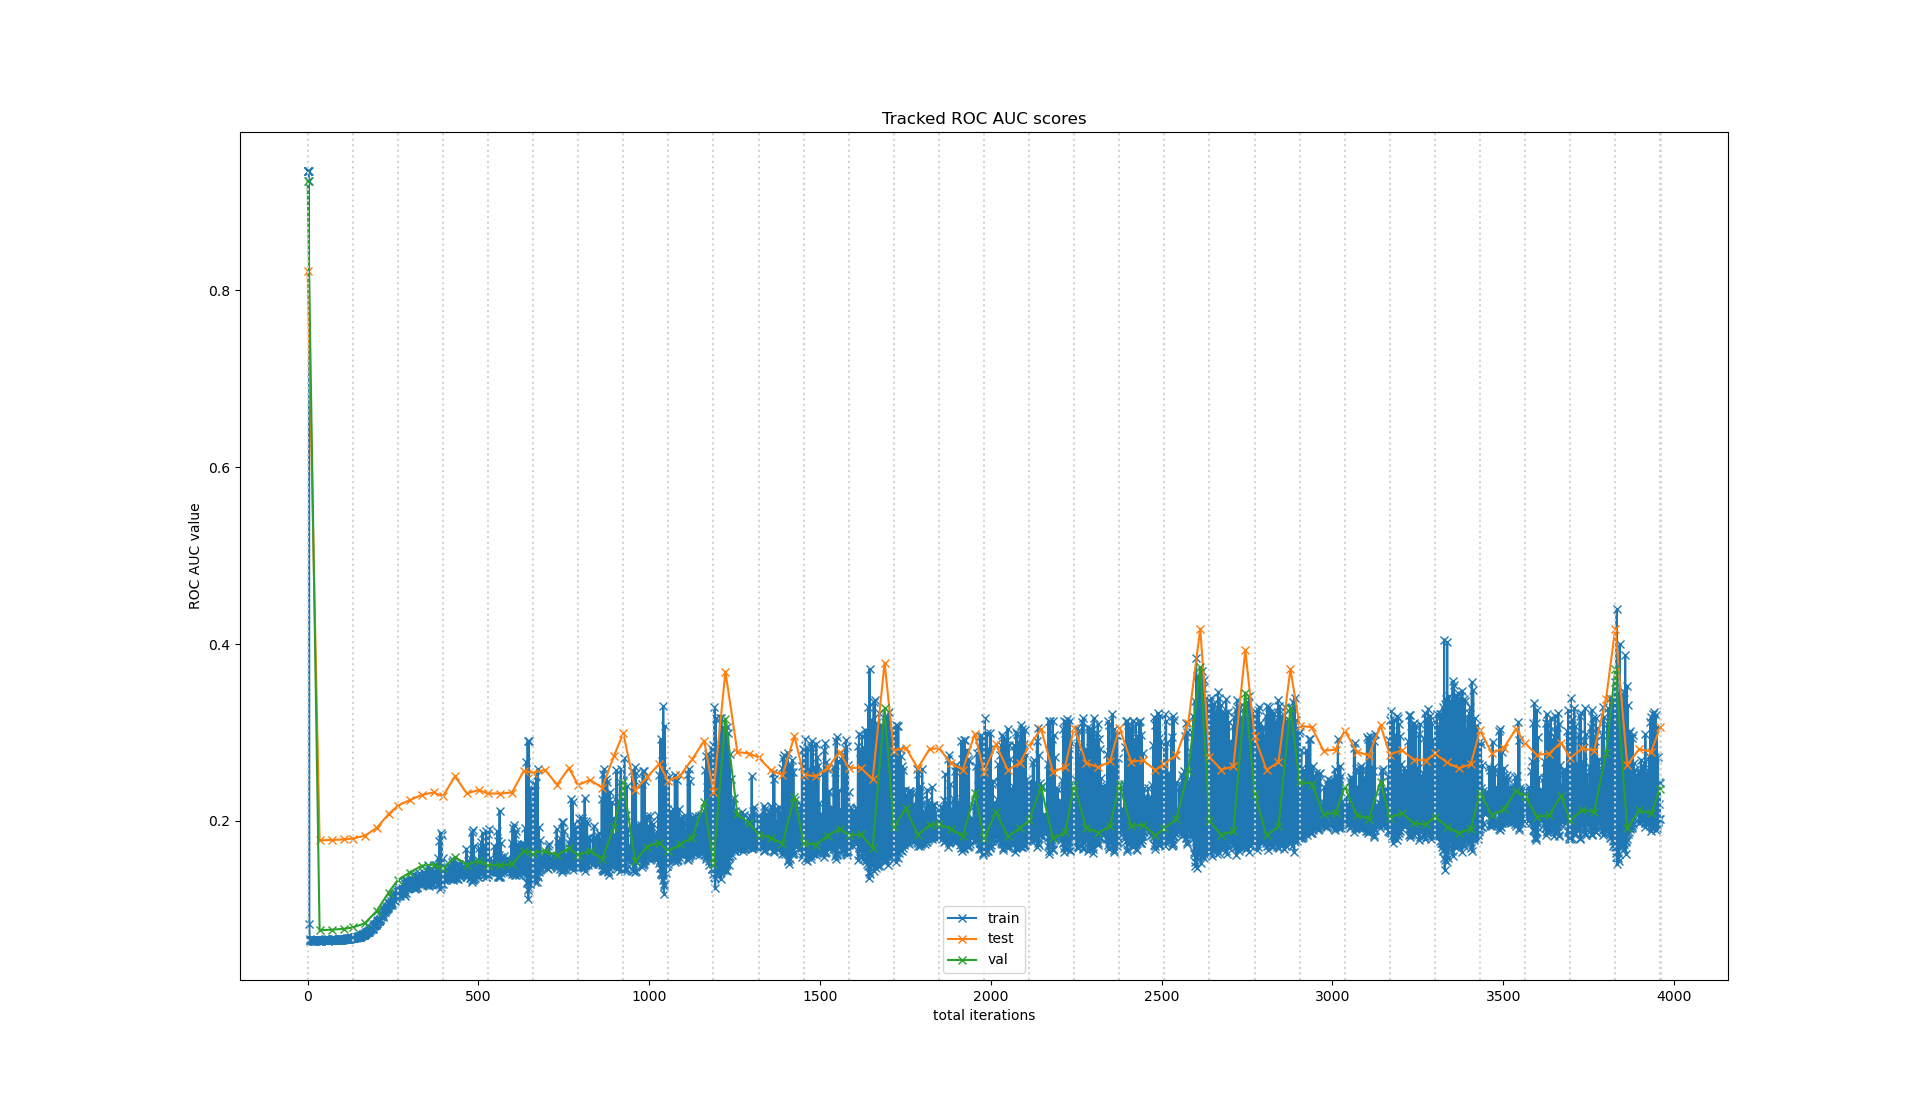 Tracked ROC AUC scores
ROC AUC value
0.8
0.6
0.4
0.2
train
test
val
0 500 1000 1500 2000 2500 3000 3500 4000
total iterations